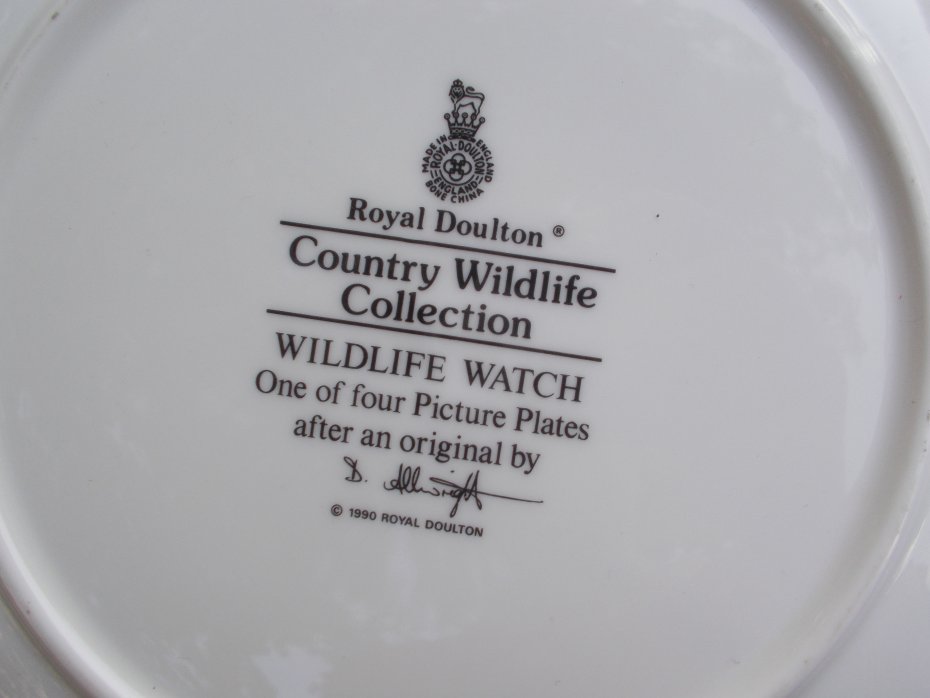 MADE IN ENGLAND
ROYAL·DOULTON
ENGLAND
BONE CHINA
Royal Doulton ®
Country Wildlife
Collection
WILDLIFE WATCH
One of four Picture Plates
after an original by
D. Allwright
© 1990 ROYAL DOULTON